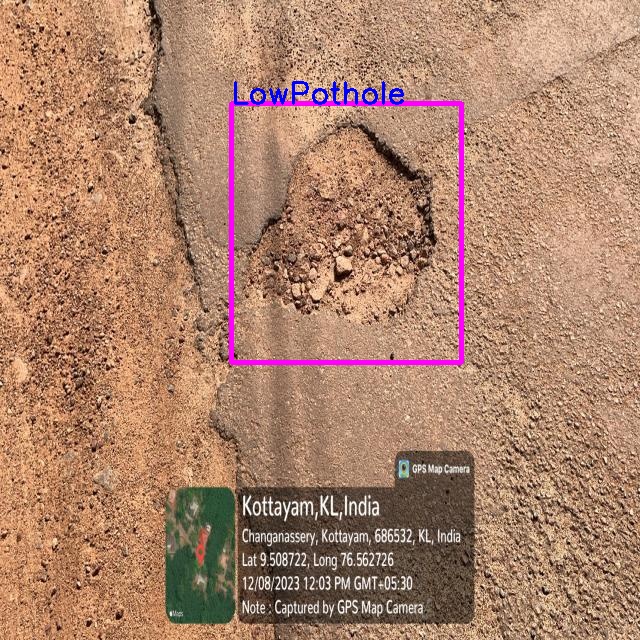 LowPothole
GPS Map Camera
Kottayam,KL,India
Changanassery, Kottayam, 686532, KL, India
Lat 9.508722, Long 76.562726
12/08/2023 12:03 PM GMT+05:30
Note : Captured by GPS Map Camera
Maps